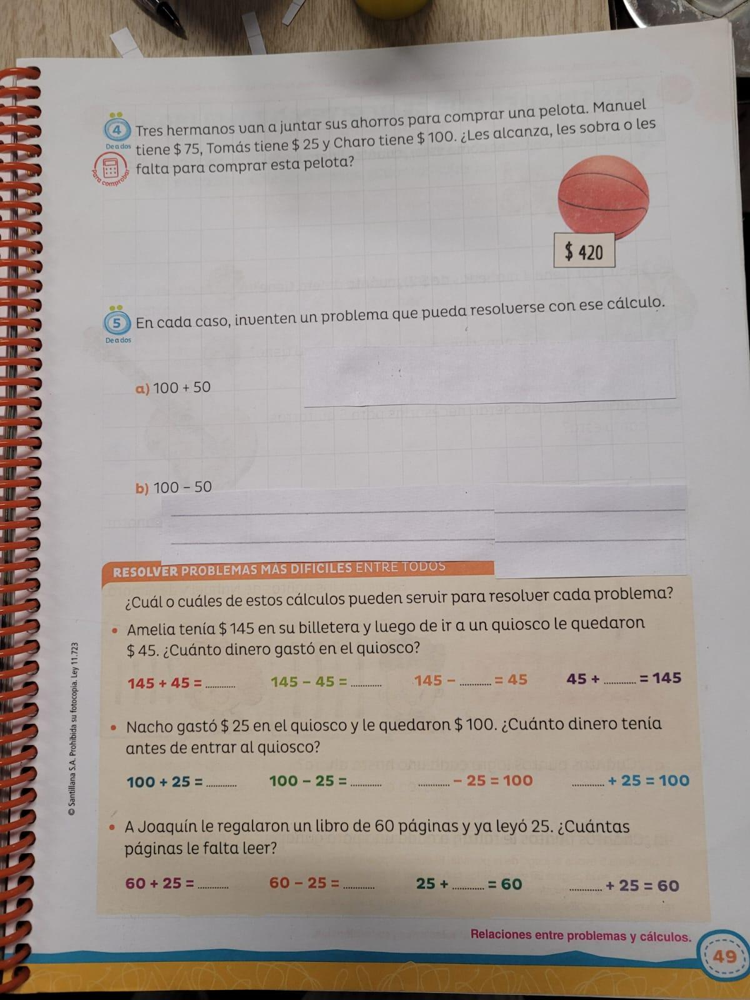 4 Tres hermanos van a juntar sus ahorros para comprar una pelota. Manuel
De a dos tiene $ 75, Tomás tiene $ 25 y Charo tiene $ 100. ¿Les alcanza, les sobra o les
falta para comprar esta pelota?
para comprobar
$ 420
5 En cada caso, inventen un problema que pueda resolverse con ese cálculo.
De a dos
a) 100 + 50
b) 100 – 50
RESOLVER PROBLEMAS MÁS DIFÍCILES ENTRE TODOS
¿Cuál o cuáles de estos cálculos pueden servir para resolver cada problema?
• Amelia tenía $ 145 en su billetera y luego de ir a un quiosco le quedaron
$ 45. ¿Cuánto dinero gastó en el quiosco?
145 + 45 = ............ 145 – 45 = ............ 145 – ............ = 45 45 + ............ = 145
• Nacho gastó $ 25 en el quiosco y le quedaron $ 100. ¿Cuánto dinero tenía
antes de entrar al quiosco?
100 + 25 = ............ 100 – 25 = ............ ............ – 25 = 100 ............ + 25 = 100
• A Joaquín le regalaron un libro de 60 páginas y ya leyó 25. ¿Cuántas
páginas le falta leer?
60 + 25 = ............ 60 – 25 = ............ 25 + ............ = 60 ............ + 25 = 60
© Santillana S.A. Prohibida su fotocopia. Ley 11.723
Relaciones entre problemas y cálculos.
49